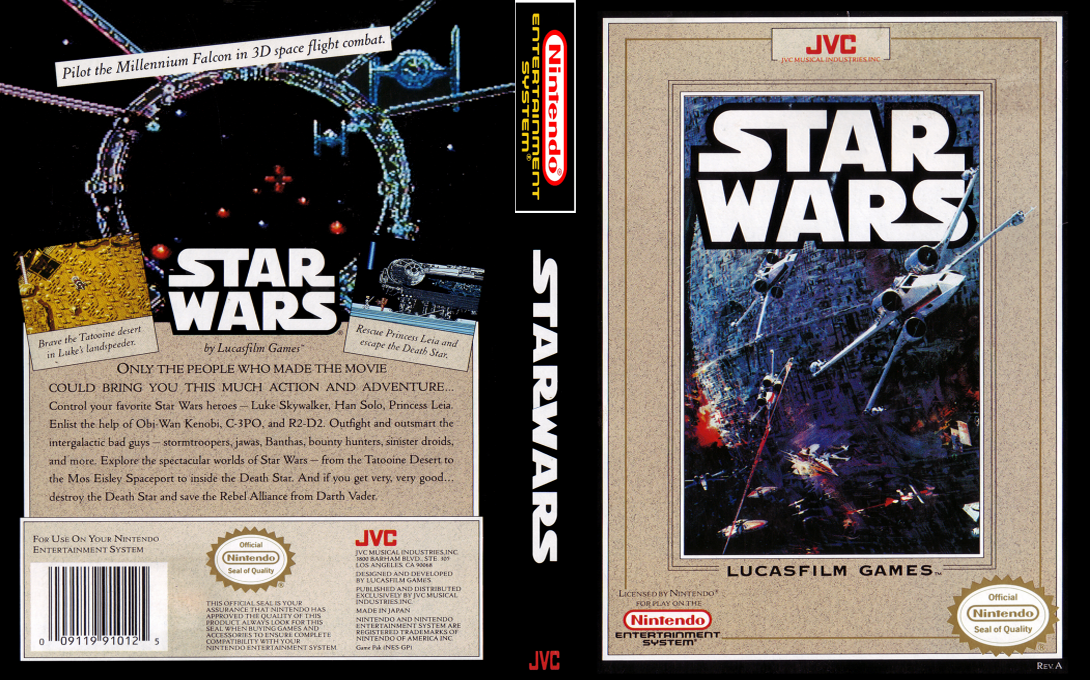 Pilot the Millennium Falcon in 3D space flight combat.
STAR
WARS®
Brave the Tatooine desert
in Luke's landspeeder.
Rescue Princess Leia and
escape the Death Star.
by Lucasfilm Games™
ONLY THE PEOPLE WHO MADE THE MOVIE
COULD BRING YOU THIS MUCH ACTION AND ADVENTURE...
Control your favorite Star Wars heroes – Luke Skywalker, Han Solo, Princess Leia.
Enlist the help of Obi-Wan Kenobi, C-3PO, and R2-D2. Outfight and outsmart the
intergalactic bad guys – stormtroopers, jawas, Banthas, bounty hunters, sinister droids,
and more. Explore the spectacular worlds of Star Wars – from the Tatooine Desert to
the Mos Eisley Spaceport to inside the Death Star. And if you get very, very good...
destroy the Death Star and save the Rebel Alliance from Darth Vader.
FOR USE ON YOUR NINTENDO
ENTERTAINMENT SYSTEM
0 09119 91012 5
Official
Nintendo
Seal of Quality
®
THIS OFFICIAL SEAL IS YOUR
ASSURANCE THAT NINTENDO HAS
APPROVED THE QUALITY OF THIS
PRODUCT. ALWAYS LOOK FOR THIS
SEAL WHEN BUYING GAMES AND
ACCESSORIES TO ENSURE COMPLETE
COMPATIBILITY WITH YOUR
NINTENDO ENTERTAINMENT SYSTEM
JVC
JVC MUSICAL INDUSTRIES, INC.
3800 BARHAM BLVD., STE. 305
LOS ANGELES, CA 90068
DESIGNED AND DEVELOPED
BY LUCASFILM GAMES
PUBLISHED AND DISTRIBUTED
EXCLUSIVELY BY JVC MUSICAL
INDUSTRIES, INC.
MADE IN JAPAN
NINTENDO AND NINTENDO
ENTERTAINMENT SYSTEM ARE
REGISTERED TRADEMARKS OF
NINTENDO OF AMERICA INC.
Game Pak (NES-GP)
Nintendo®
ENTERTAINMENT
SYSTEM®
STAR WARS
JVC
JVC
JVC MUSICAL INDUSTRIES, INC.
STAR
WARS
LUCASFILM GAMES™
LICENSED BY NINTENDO®
FOR PLAY ON THE
Nintendo
ENTERTAINMENT
SYSTEM®
Official
Nintendo
Seal of Quality
REV. A